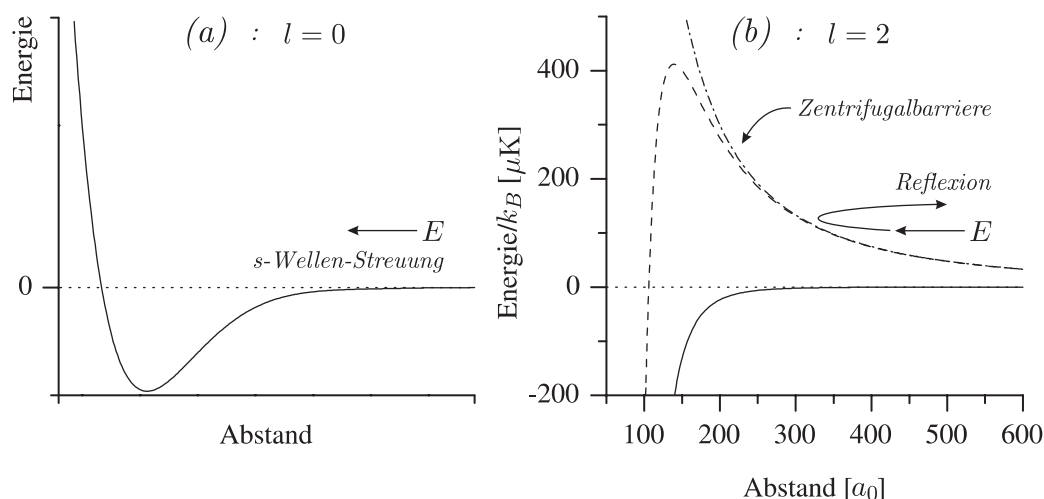 (a) : l = 0
Energie
E
s-Wellen-Streuung
0
Abstand
(b) : l = 2
Energie/k_B [μK]
400
200
0
-200
Zentrifugalbarriere
Reflexion
E
100 200 300 400 500 600
Abstand [a_0]